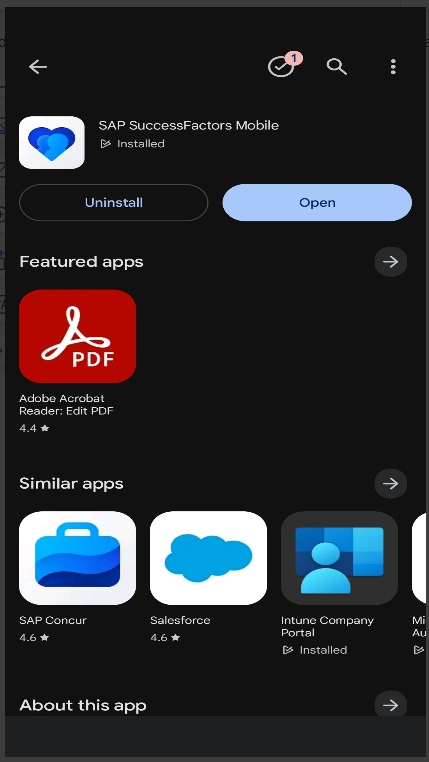 1
SAP SuccessFactors Mobile
Installed
Uninstall
Open
Featured apps
PDF
Adobe Acrobat
Reader: Edit PDF
4.4 ★
Similar apps
SAP Concur
4.6 ★
Salesforce
4.6 ★
Intune Company
Portal
Installed
Mi
Au
About this app